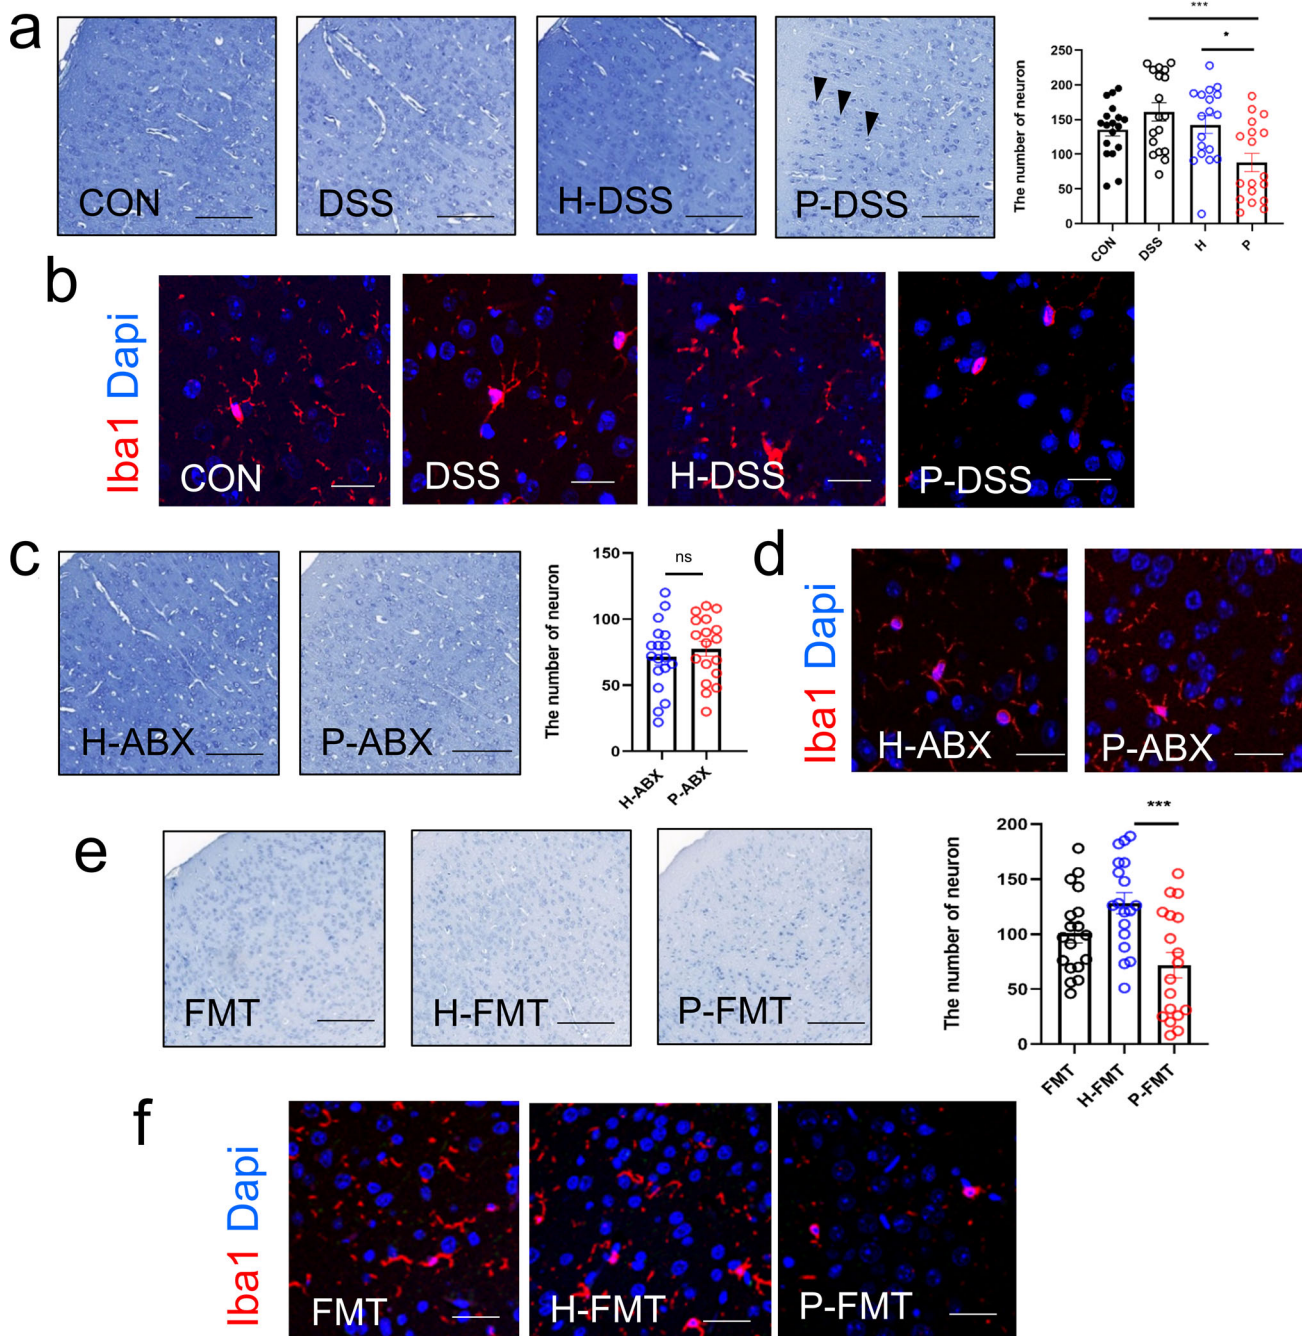 a
CON
DSS
H-DSS
P-DSS
***
*
The number of neuron
250
200
150
100
50
0
CON
DSS
H
P
b
Iba1 Dapi
CON
DSS
H-DSS
P-DSS
c
H-ABX
P-ABX
The number of neuron
150
100
50
0
ns
H-ABX
P-ABX
d
Iba1 Dapi
H-ABX
P-ABX
e
FMT
H-FMT
P-FMT
***
The number of neuron
200
150
100
50
0
FMT
H-FMT
P-FMT
f
Iba1 Dapi
FMT
H-FMT
P-FMT